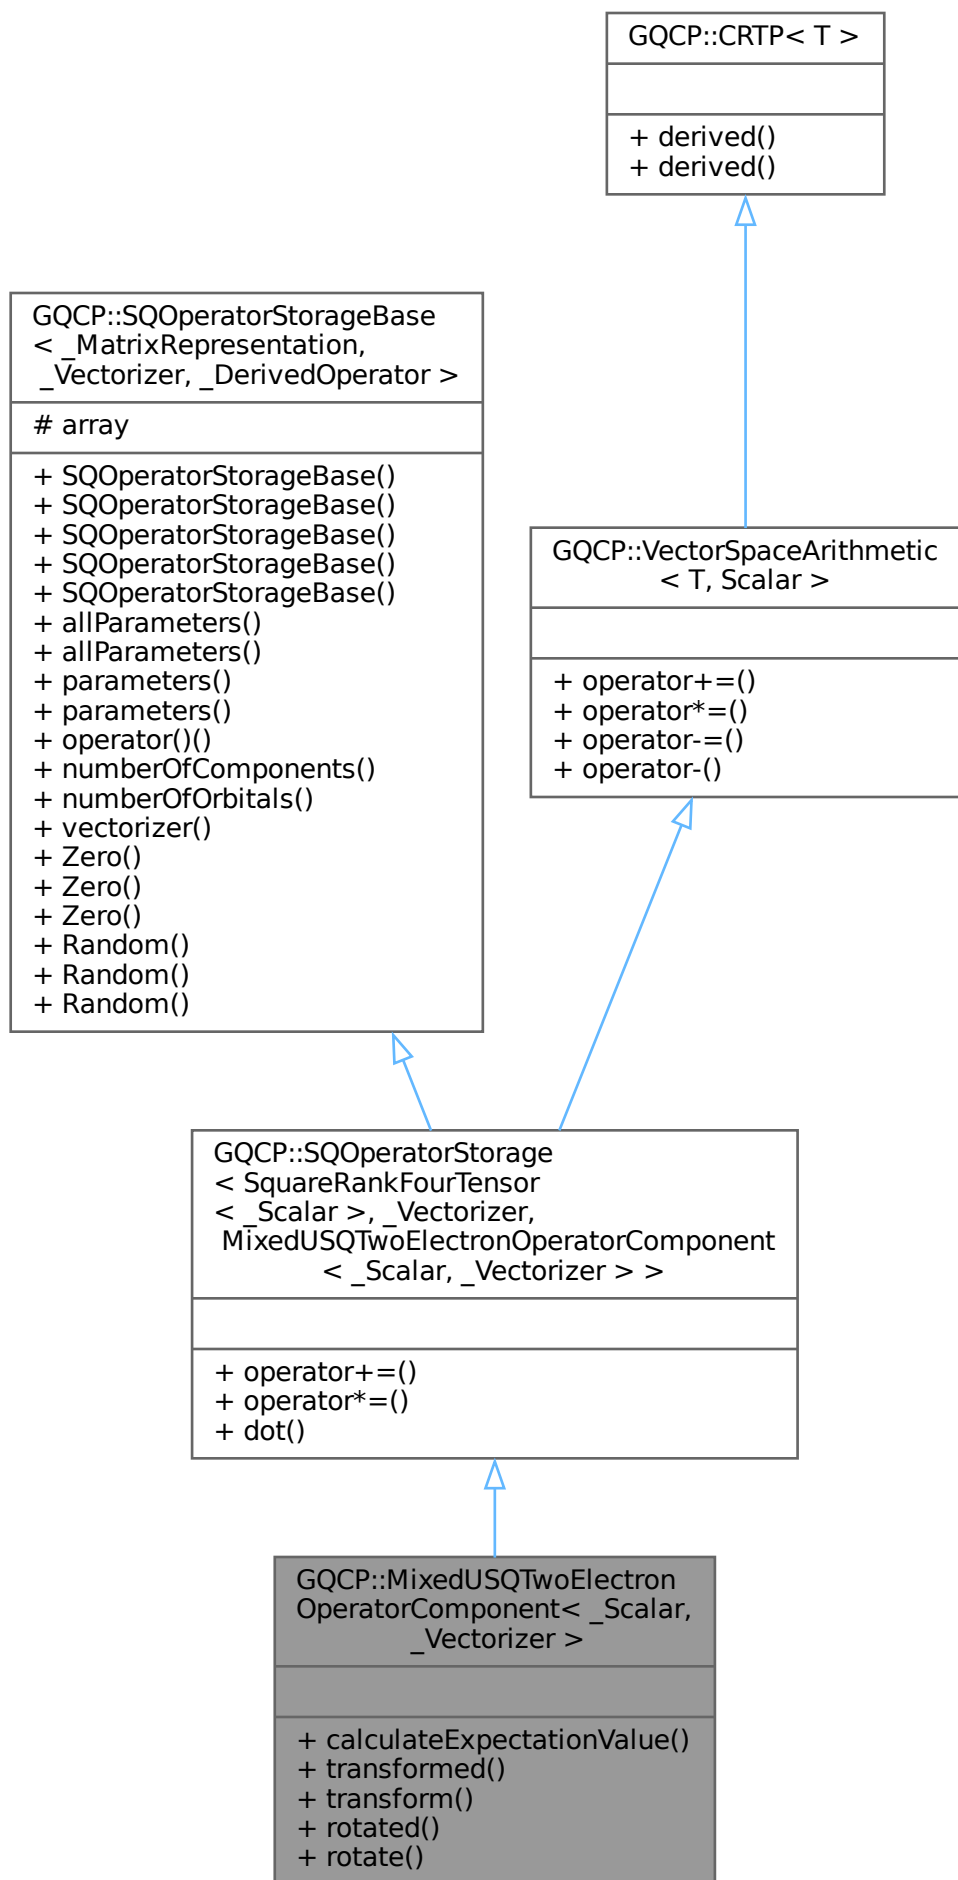 GQCP::CRTP< T >
+ derived()
+ derived()
GQCP::SQOperatorStorageBase
< _MatrixRepresentation,
_Vectorizer, _DerivedOperator >
# array
+ SQOperatorStorageBase()
+ SQOperatorStorageBase()
+ SQOperatorStorageBase()
+ SQOperatorStorageBase()
+ SQOperatorStorageBase()
+ allParameters()
+ allParameters()
+ parameters()
+ parameters()
+ operator()()
+ numberOfComponents()
+ numberOfOrbitals()
+ vectorizer()
+ Zero()
+ Zero()
+ Zero()
+ Random()
+ Random()
+ Random()
GQCP::VectorSpaceArithmetic
< T, Scalar >
+ operator+=()
+ operator*=()
+ operator-=()
+ operator-()
GQCP::SQOperatorStorage
< SquareRankFourTensor
< _Scalar >, _Vectorizer,
MixedUSQTwoElectronOperatorComponent
< _Scalar, _Vectorizer > >
+ operator+=()
+ operator*=()
+ dot()
GQCP::MixedUSQTwoElectron
OperatorComponent< _Scalar,
_Vectorizer >
+ calculateExpectationValue()
+ transformed()
+ transform()
+ rotated()
+ rotate()